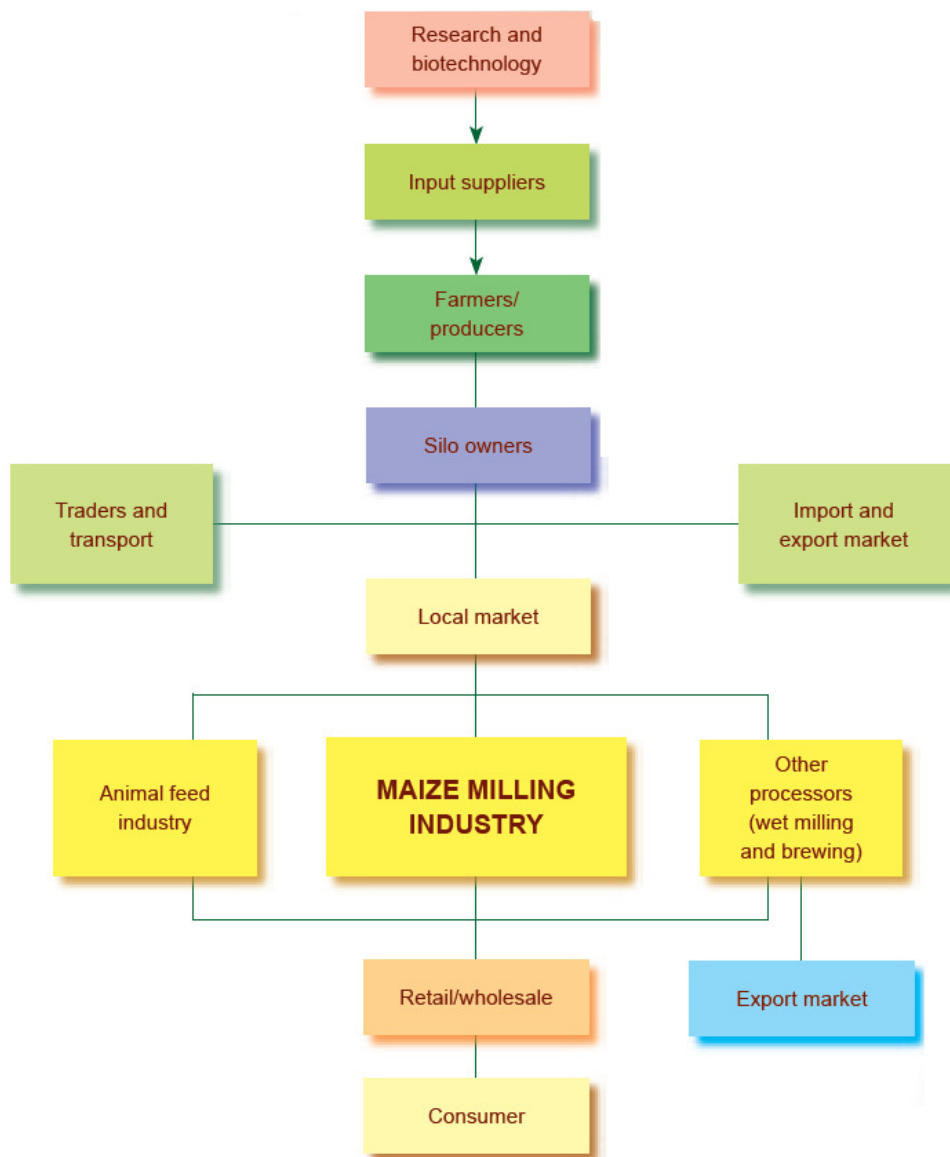 Research and
biotechnology
Input suppliers
Farmers/
producers
Silo owners
Traders and
transport
Import and
export market
Local market
Animal feed
industry
MAIZE MILLING
INDUSTRY
Other
processors
(wet milling
and brewing)
Retail/wholesale
Export market
Consumer